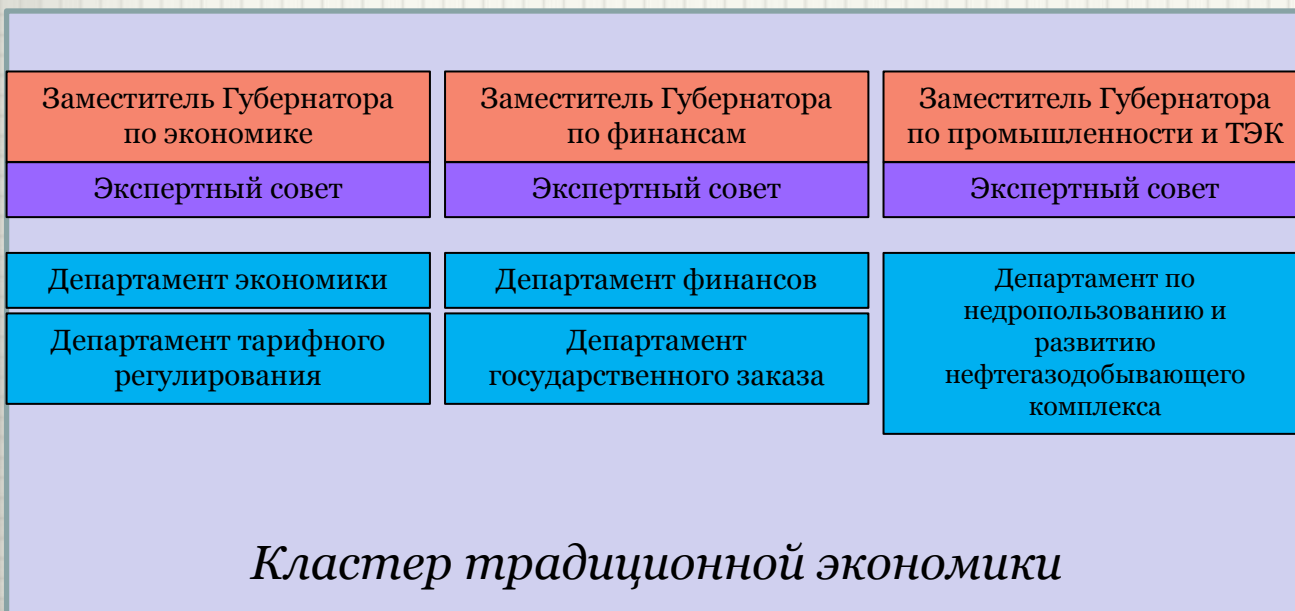 Заместитель Губернатора
по экономике
Экспертный совет
Департамент экономики
Департамент тарифного
регулирования
Заместитель Губернатора
по финансам
Экспертный совет
Департамент финансов
Департамент
государственного заказа
Заместитель Губернатора
по промышленности и ТЭК
Экспертный совет
Департамент по
недропользованию и
развитию
нефтегазодобывающего
комплекса
Кластер традиционной экономики